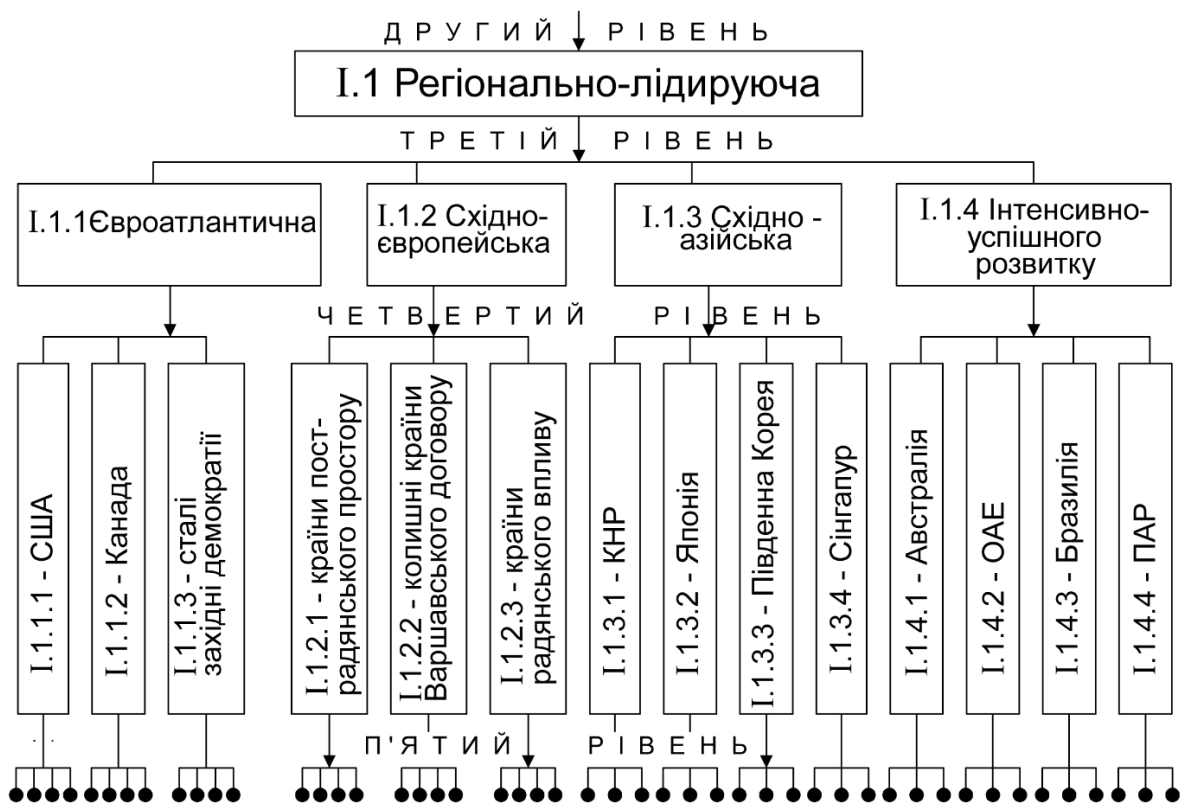 ДРУГИЙ РІВЕНЬ
I.1 Регіонально-лідируюча
ТРЕТІЙ РІВЕНЬ
I.1.1Євроатлантична
I.1.2 Східно-
європейська
I.1.3 Східно -
азійська
I.1.4 Інтенсивно-
успішного
розвитку
ЧЕТВЕРТИЙ РІВЕНЬ
I.1.1.1 - США
I.1.1.2 - Канада
I.1.1.3 - сталі
західні демократії
I.1.2.1 - країни пост-
радянського простору
I.1.2.2 - колишні країни
Варшавського договору
I.1.2.3 - країни
радянського впливу
I.1.3.1 - КНР
I.1.3.2 - Японія
I.1.3.3 - Південна Корея
I.1.3.4 - Сінгапур
I.1.4.1 - Австралія
I.1.4.2 - ОАЕ
I.1.4.3 - Бразилія
I.1.4.4 - ПАР
П'ЯТИЙ РІВЕНЬ